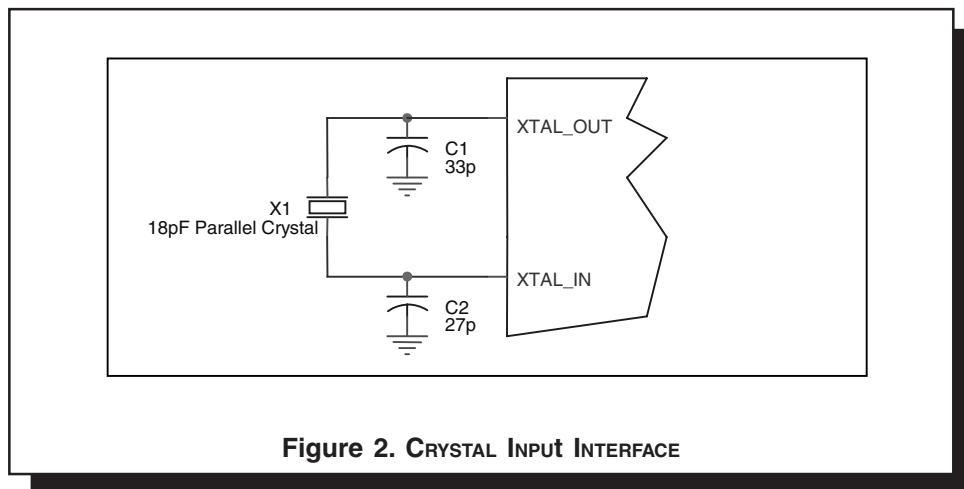 XTAL_OUT
C1
33p
X1
18pF Parallel Crystal
XTAL_IN
C2
27p
Figure 2. CRYSTAL INPUt INTERFACE